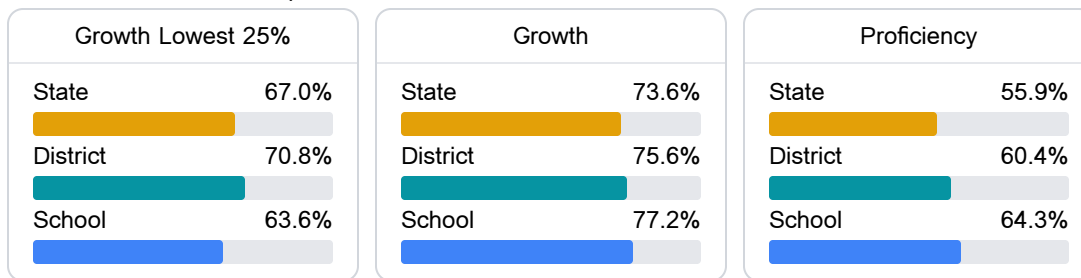 Growth Lowest 25%
State 67.0%
District 70.8%
School 63.6%
Growth
State 73.6%
District 75.6%
School 77.2%
Proficiency
State 55.9%
District 60.4%
School 64.3%